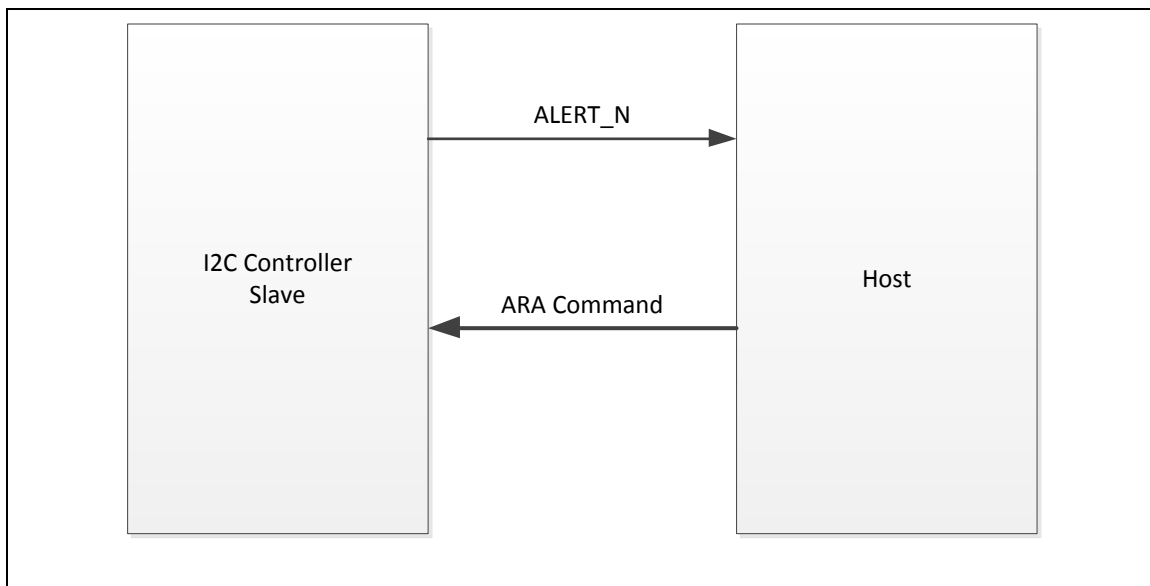 ALERT_N
I2C Controller
Slave
Host
ARA Command